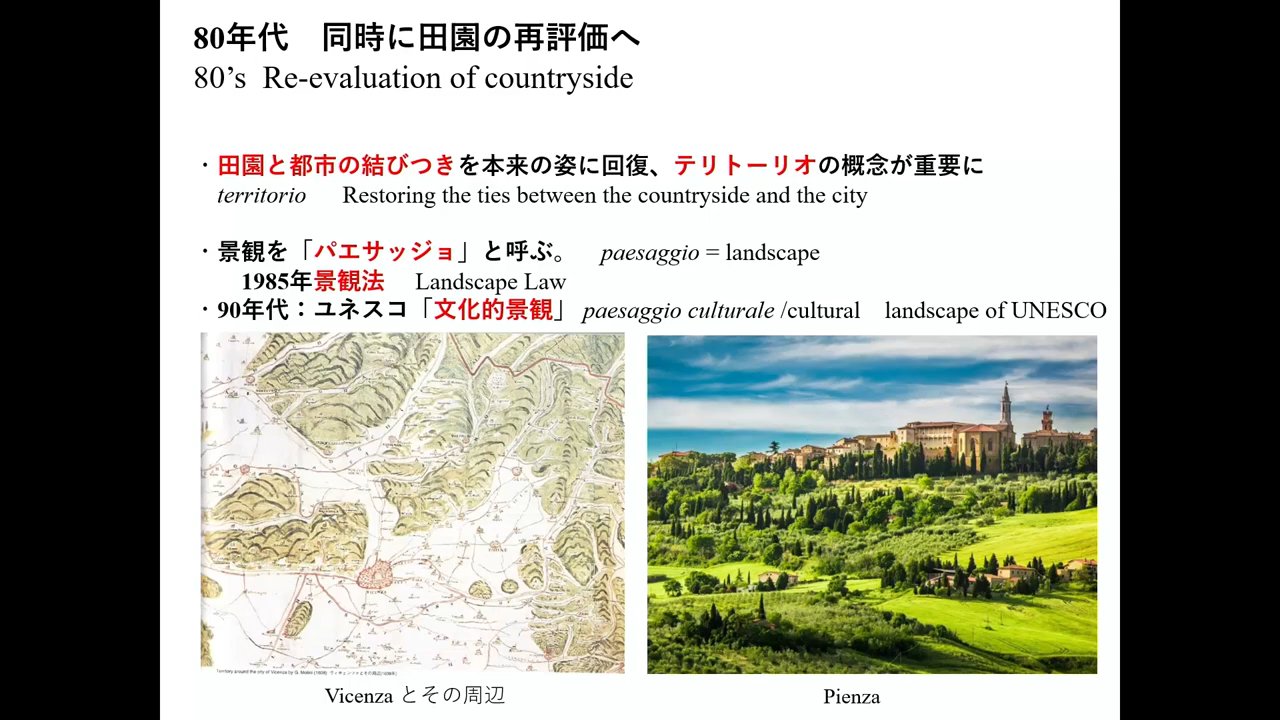 80年代　同時に田園の再評価へ
80's Re-evaluation of countryside
・田園と都市の結びつきを本来の姿に回復、テリトーリオの概念が重要に
territorio Restoring the ties between the countryside and the city
・景観を「パエサッジョ」と呼ぶ。 paesaggio = landscape
1985年景観法 Landscape Law
・90年代：ユネスコ「文化的景観」 paesaggio culturale /cultural landscape of UNESCO
Vicenza とその周辺
Pienza